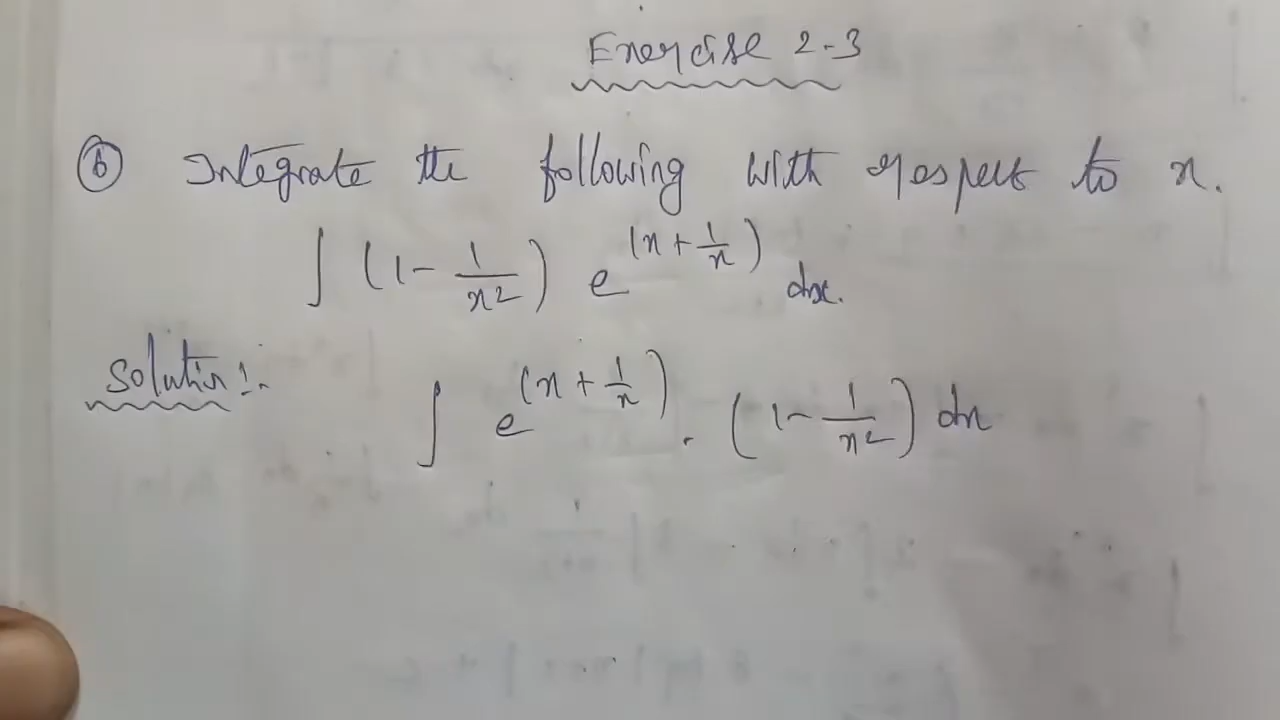 Exercise 2-3
⑥ Integrate the following with respect to x.
∫ (1 - 1/x²) e^(x + 1/x) dx.
Solution:.
∫ e^(x + 1/x) . (1 - 1/x²) dx